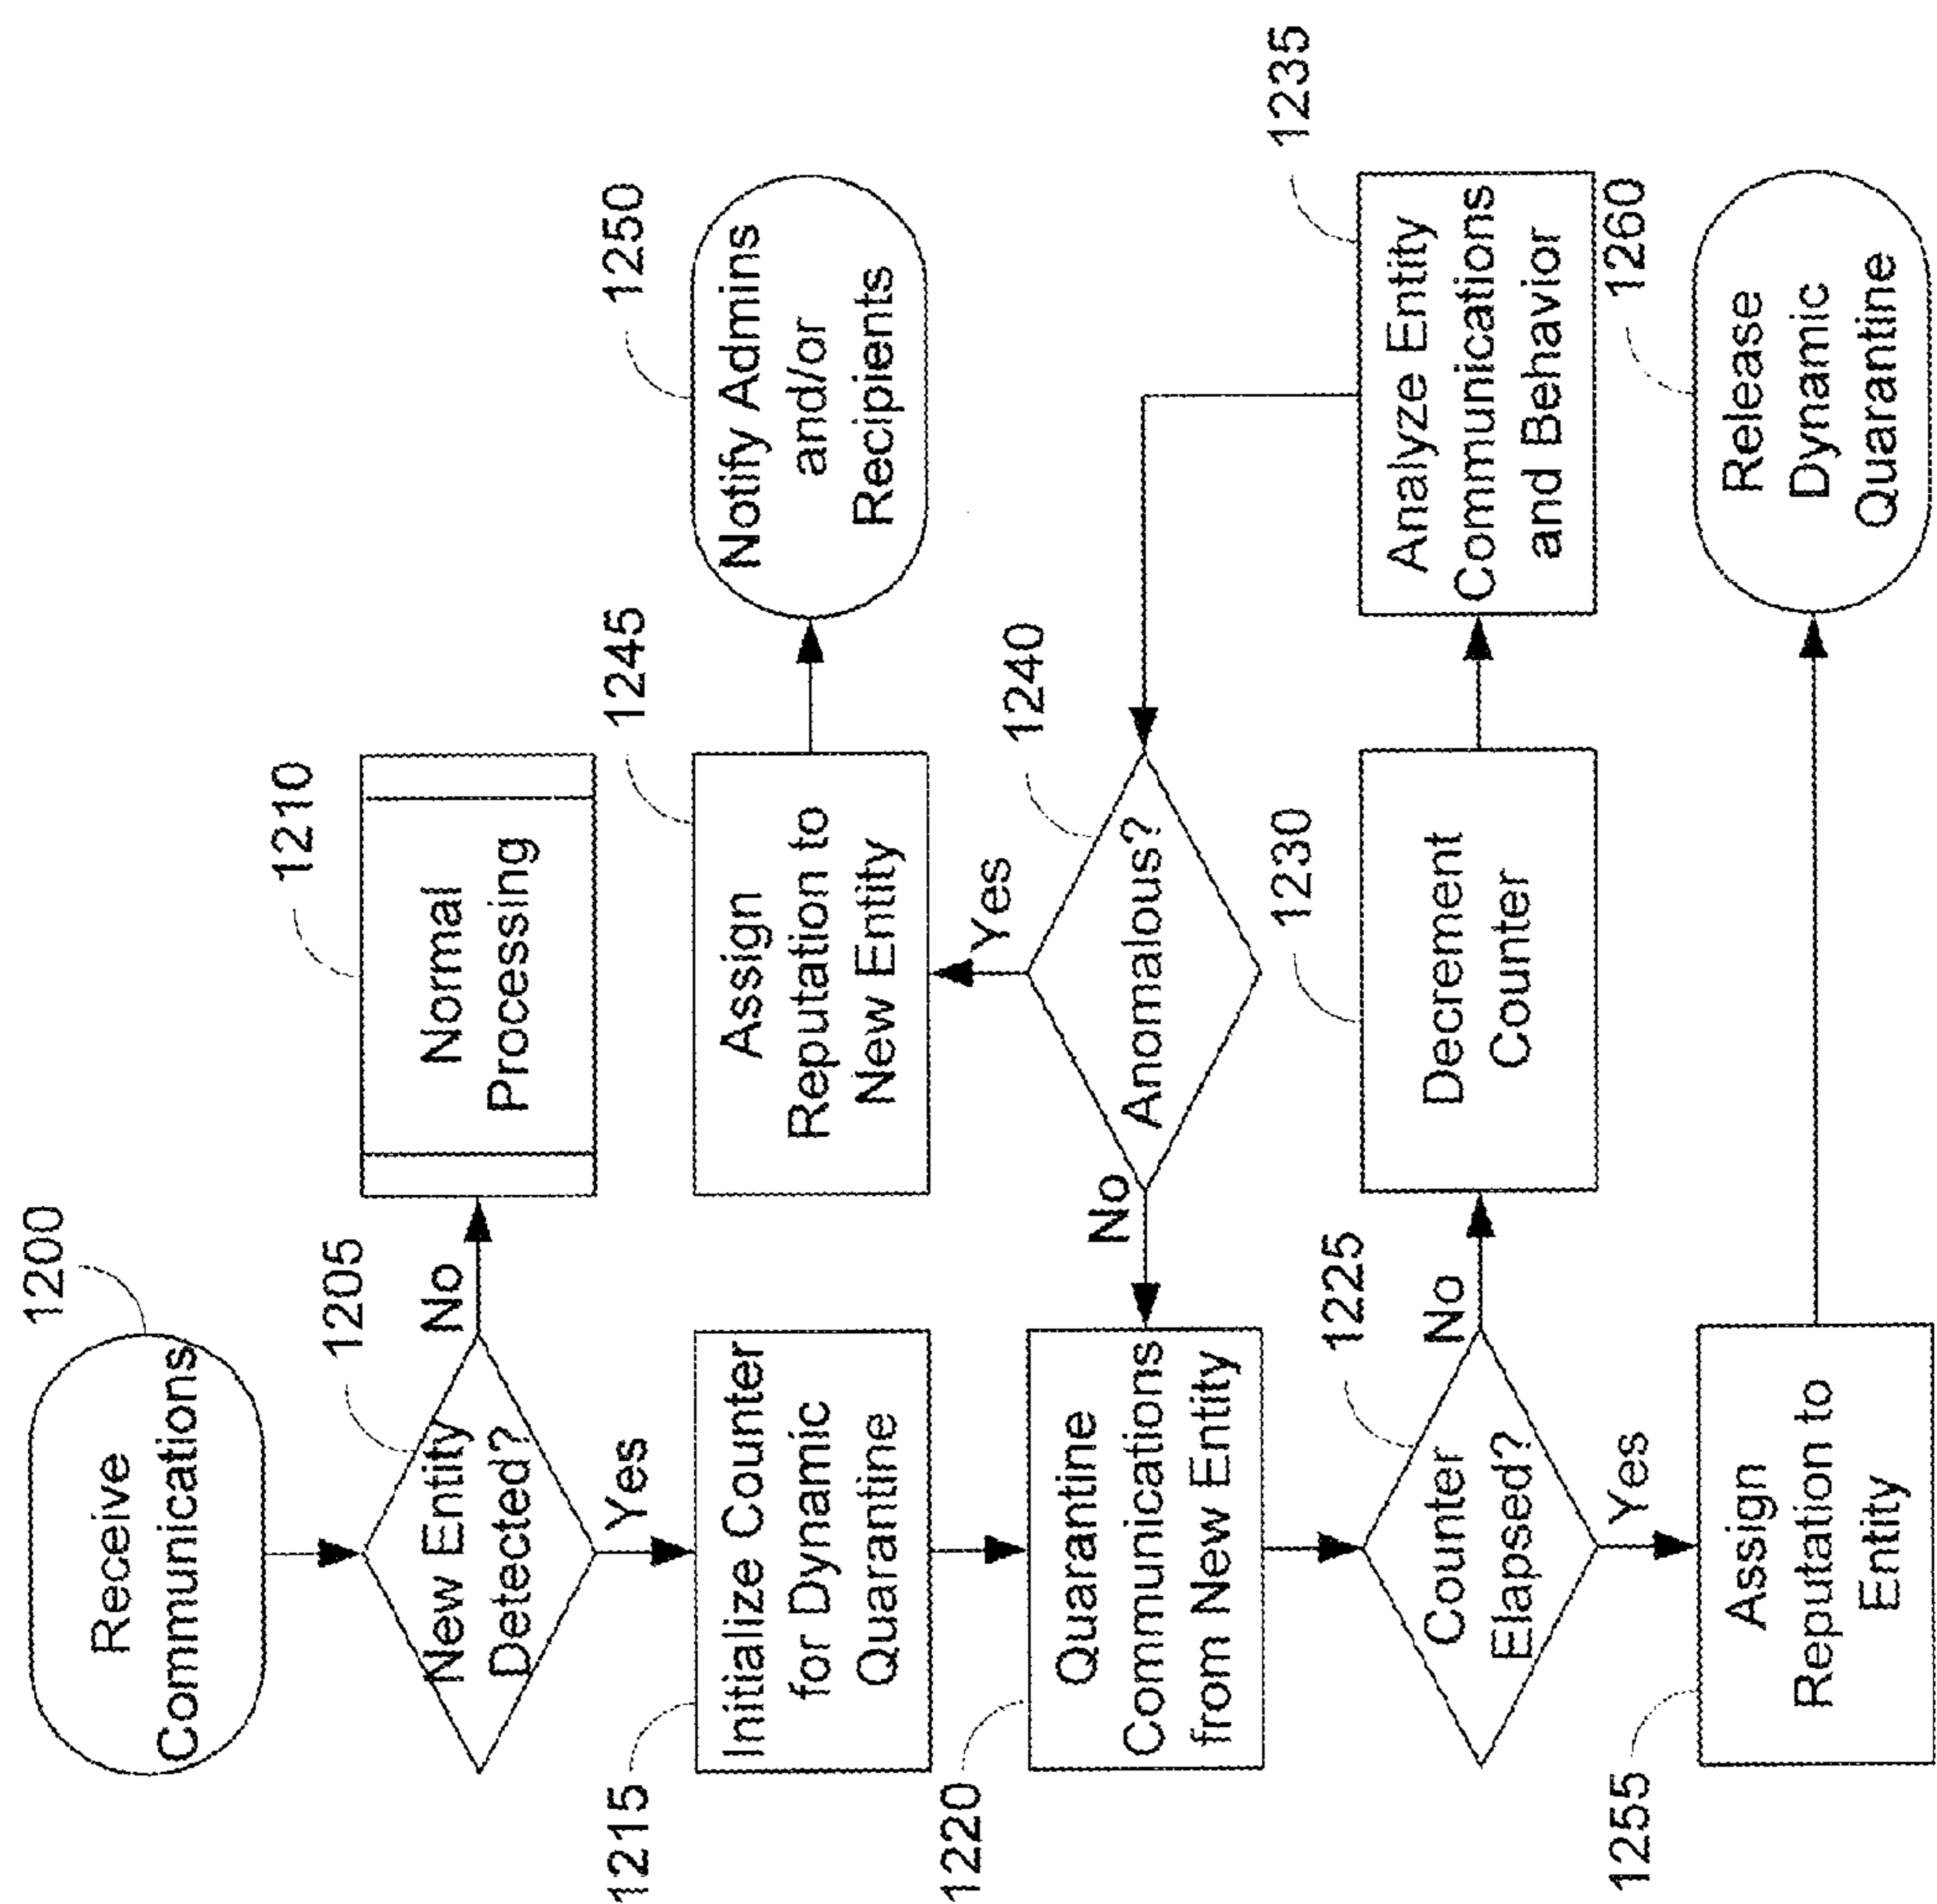 1200
Receive
Communications
1205
New Entity
Detected?
No
Yes
1210
Normal
Processing
1215
Initialize Counter
for Dynamic
Quarantine
1245
Assign
Reputation to
New Entity
1250
Notify Admins
and/or
Recipients
1220
Quarantine
Communications
from New Entity
No
1240
Anomalous?
Yes
1225
Counter
Elapsed?
No
Yes
1230
Decrement
Counter
1235
Analyze Entity
Communications
and Behavior
1255
Assign
Reputation to
Entity
1260
Release
Dynamic
Quarantine